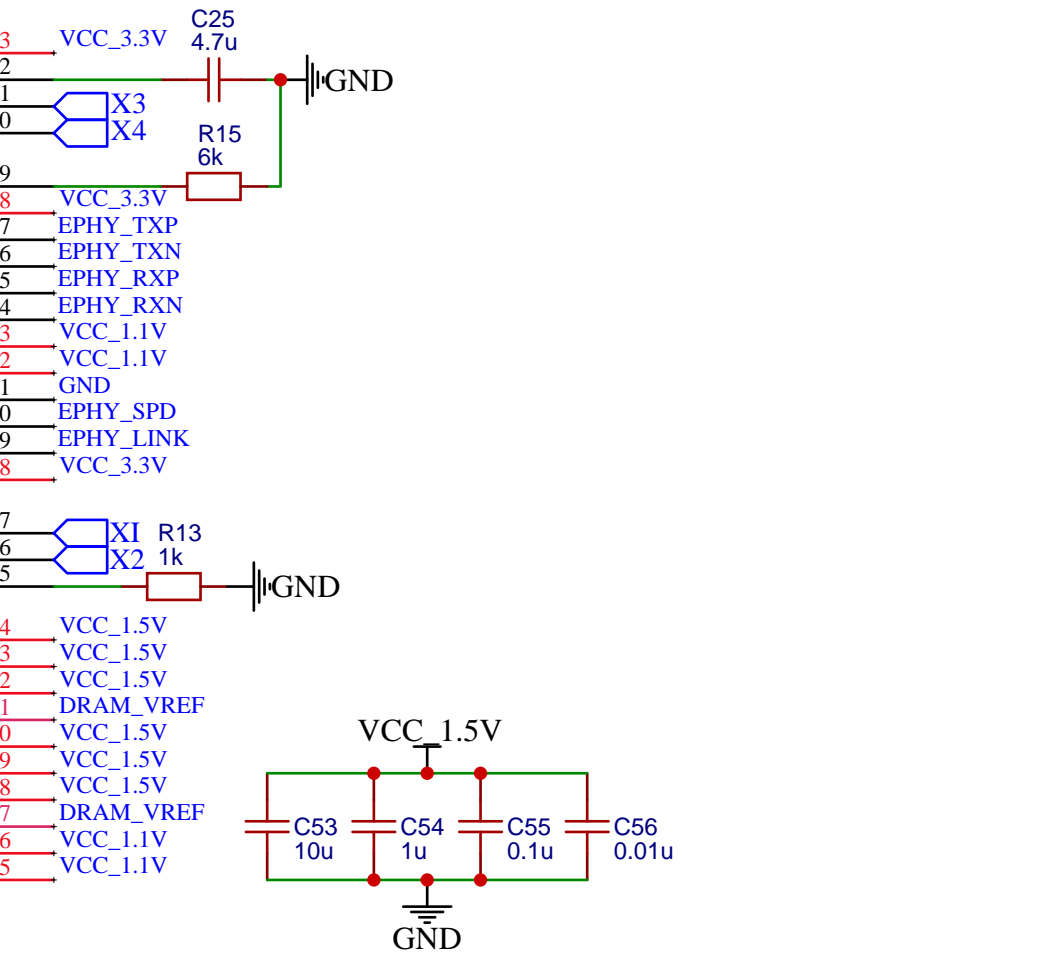 C25
4.7u
3 VCC_3.3V
2
GND
1 X3
0 X4
R15
6k
9
8 VCC_3.3V
7 EPHY_TXP
6 EPHY_TXN
5 EPHY_RXP
4 EPHY_RXN
3 VCC_1.1V
2 VCC_1.1V
1 GND
0 EPHY_SPD
9 EPHY_LINK
8 VCC_3.3V
7 XI
6 X2
R13
1k
5
GND
4 VCC_1.5V
3 VCC_1.5V
2 VCC_1.5V
1 DRAM_VREF
0 VCC_1.5V
9 VCC_1.5V
8 VCC_1.5V
7 DRAM_VREF
6 VCC_1.1V
5 VCC_1.1V
VCC_1.5V
C53 C54 C55 C56
10u 1u 0.1u 0.01u
GND